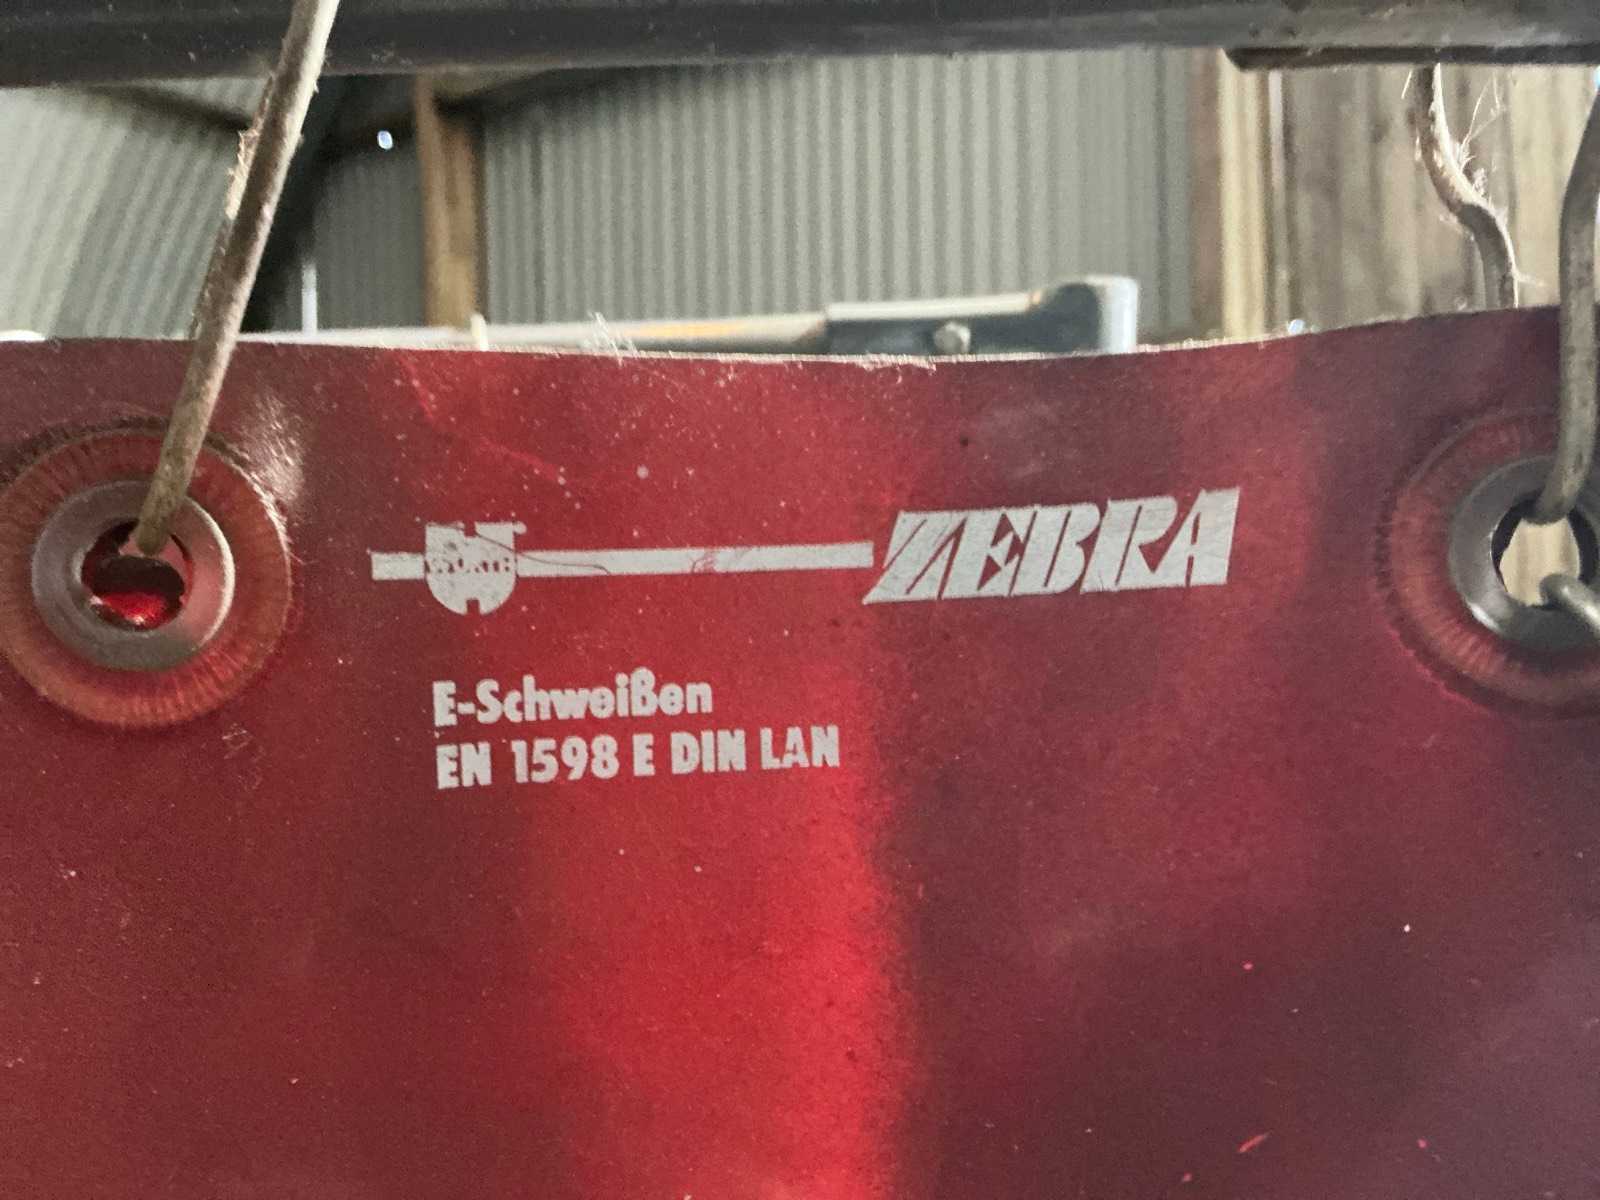 WÜRTH ZEBRA
E-Schweißen
EN 1598 E DIN LAN